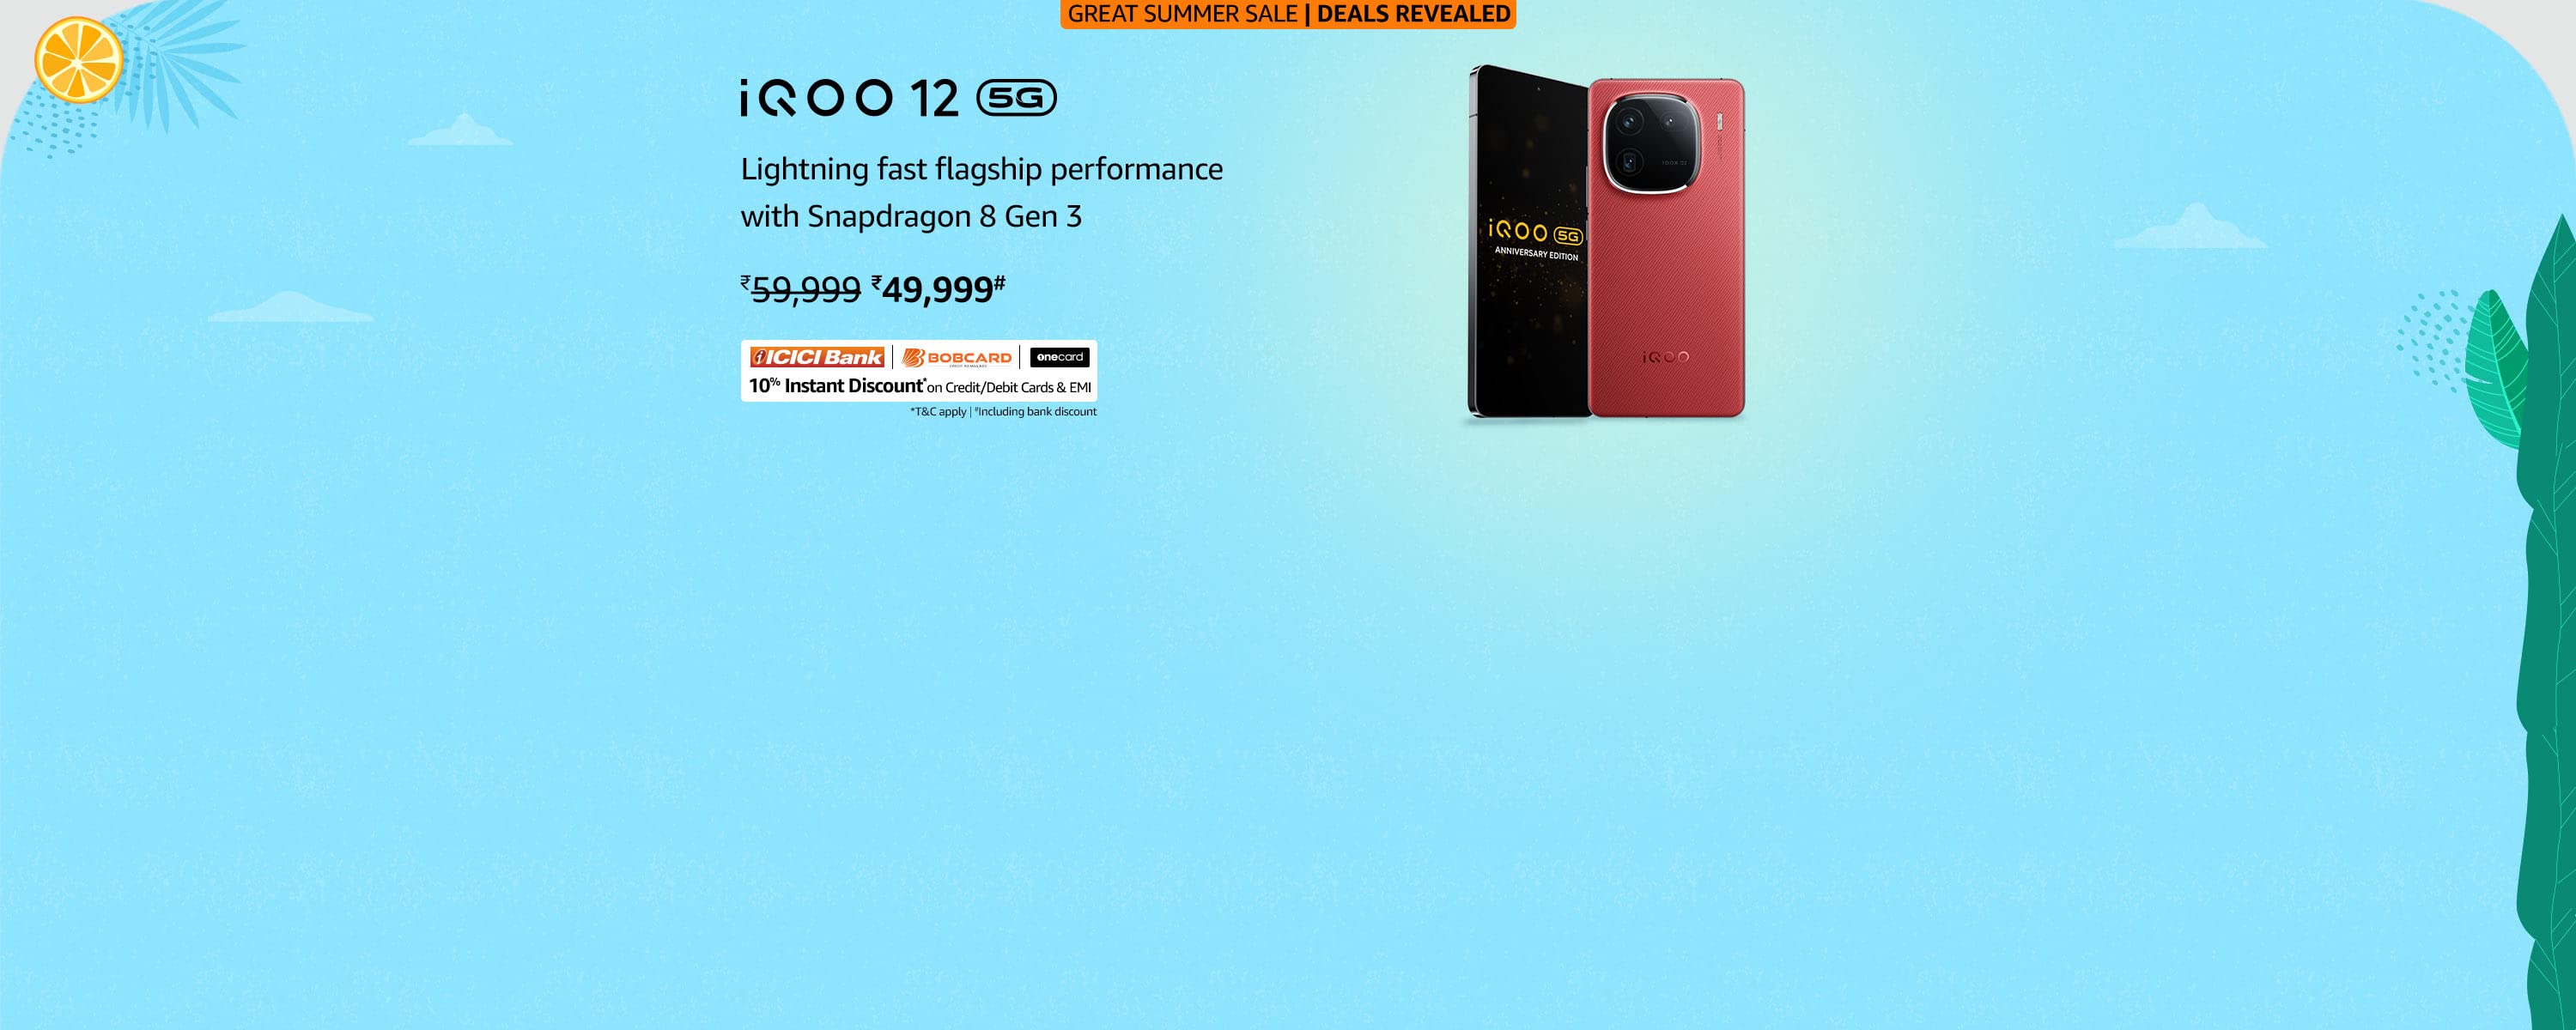 GREAT SUMMER SALE | DEALS REVEALED
iQOO 12 5G
Lightning fast flagship performance
with Snapdragon 8 Gen 3
₹59,999 ₹49,999#
ICICI Bank | BOBCARD | onecard
10% Instant Discount* on Credit/Debit Cards & EMI
*T&C apply | #Including bank discount
iQOO 5G
ANNIVERSARY EDITION
iQOO